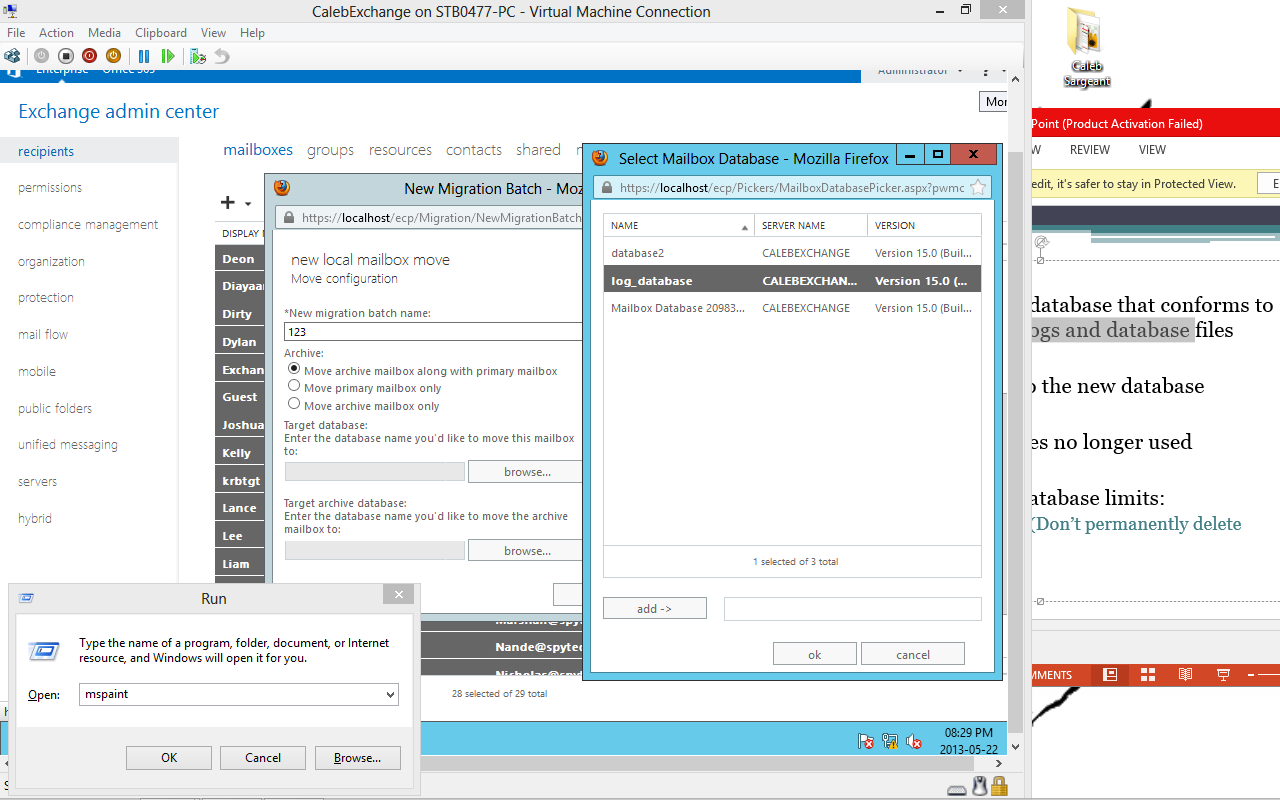 CalebExchange on STB0477-PC - Virtual Machine Connection
File Action Media Clipboard View Help
Enterprise Office 365
Administrator ?
Exchange admin center
Mor
recipients
permissions
compliance management
organization
protection
mail flow
mobile
public folders
unified messaging
servers
hybrid
mailboxes groups resources contacts shared
DISPLAY
Deon
Diayaa
Dirty
Dylan
Exchan
Guest
Joshua
Kelly
krbtgt
Lance
Lee
Liam
New Migration Batch - Moz
https://localhost/ecp/Migration/NewMigrationBatch
new local mailbox move
Move configuration
*New migration batch name:
123
Archive:
Move archive mailbox along with primary mailbox
Move primary mailbox only
Move archive mailbox only
Target database:
Enter the database name you'd like to move this mailbox
to:
browse...
Target archive database:
Enter the database name you'd like to move the archive
mailbox to:
browse...
Select Mailbox Database - Mozilla Firefox
https://localhost/ecp/Pickers/MailboxDatabasePicker.aspx?pwmc
NAME SERVER NAME VERSION
database2 CALEBEXCHANGE Version 15.0 (Buil...
log_database CALEBEXCHAN... Version 15.0 (...
Mailbox Database 20983... CALEBEXCHANGE Version 15.0 (Buil...
1 selected of 3 total
add ->
ok cancel
Nande@spytec
28 selected of 29 total
Run
Type the name of a program, folder, document, or Internet
resource, and Windows will open it for you.
Open: mspaint
OK Cancel Browse...
08:29 PM
2013-05-22
Caleb
Sargeant
Point (Product Activation Failed)
W REVIEW VIEW
edit, it's safer to stay in Protected View. E
database that conforms to
ogs and database files
o the new database
es no longer used
atabase limits:
(Don't permanently delete
MMENTS